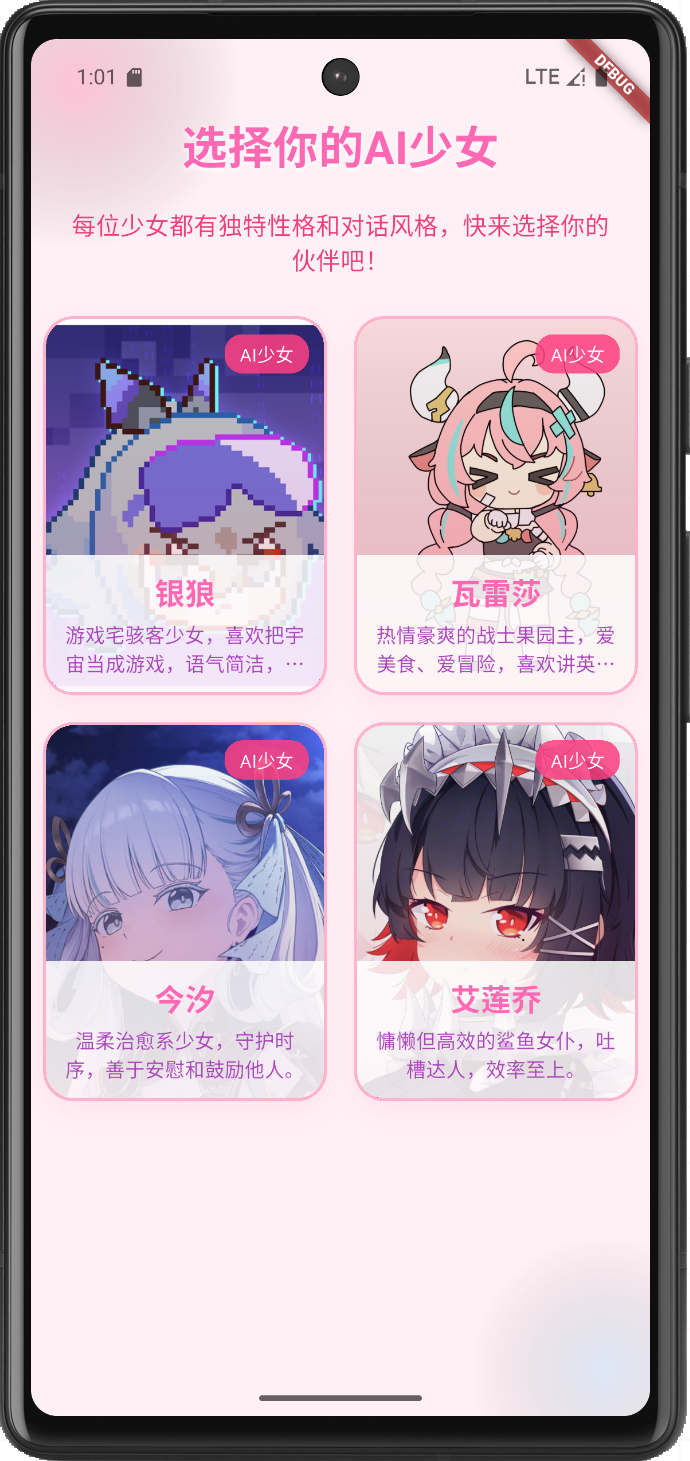 1:01
LTE
DEBUG
选择你的AI少女
每位少女都有独特性格和对话风格，快来选择你的
伙伴吧！
AI少女
AI少女
银狼
游戏宅骇客少女，喜欢把宇
宙当成游戏，语气简洁，…
瓦雷莎
热情豪爽的战士果园主，爱
美食、爱冒险，喜欢讲英…
AI少女
AI少女
今汐
温柔治愈系少女，守护时
序，善于安慰和鼓励他人。
艾莲乔
慵懒但高效的鲨鱼女仆，吐
槽达人，效率至上。